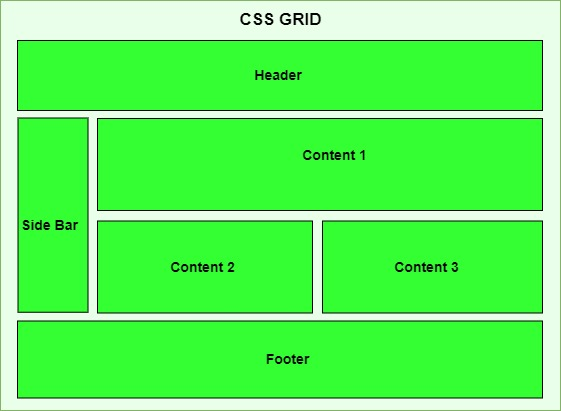 CSS GRID
Header
Content 1
Side Bar
Content 2
Content 3
Footer